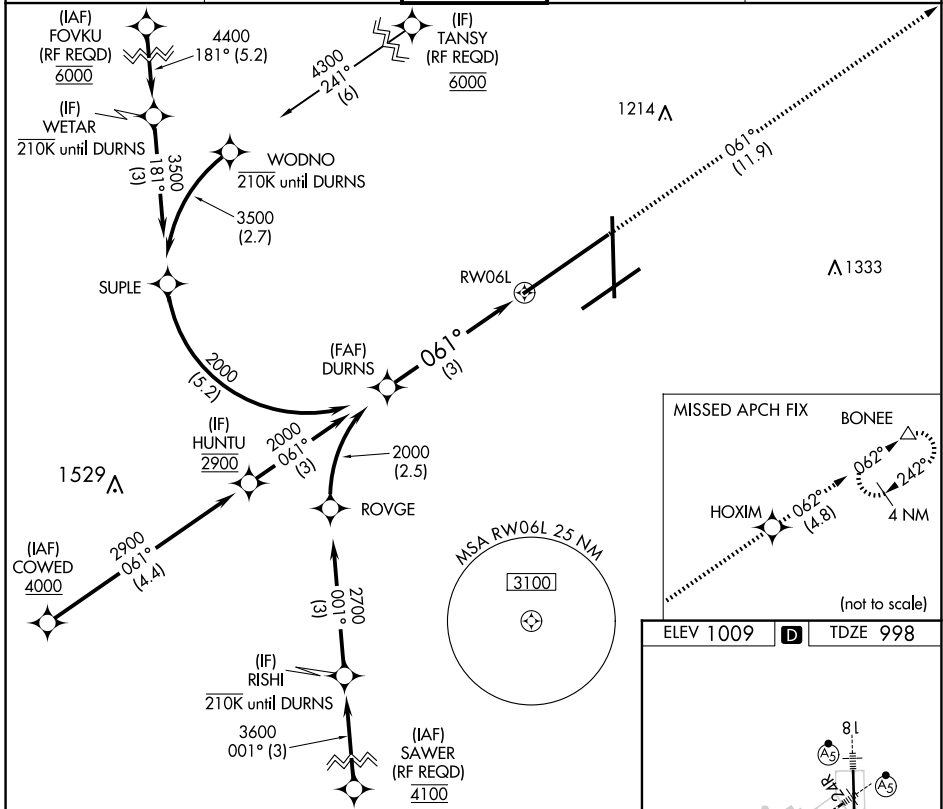 (IAF)
FOVKU
(RF REQD)
6000
4400
181° (5.2)
(IF)
TANSY
(RF REQD)
6000
4300
241°
(6)
1214
061°
(11.9)
(IF)
WETAR
210K until DURNS
3500
181°
(3)
WODNO
210K until DURNS
3500
(2.7)
1333
SUPLE
RW06L
2000
(5.2)
(FAF)
DURNS
061°
(3)
(IF)
HUNTU
2900
2000
061°
(3)
2000
(2.5)
1529
ROVGE
(IAF)
COWED
4000
2900
061°
(4.4)
2700
001°
(3)
MSA RW06L 25 NM
3100
(IF)
RISHI
210K until DURNS
3600
001° (3)
(IAF)
SAWER
(RF REQD)
4100
MISSED APCH FIX
BONEE
062°
242°
HOXIM
062°
(4.8)
4 NM
(not to scale)
ELEV 1009
D
TDZE 998
18
A5
24R
A5